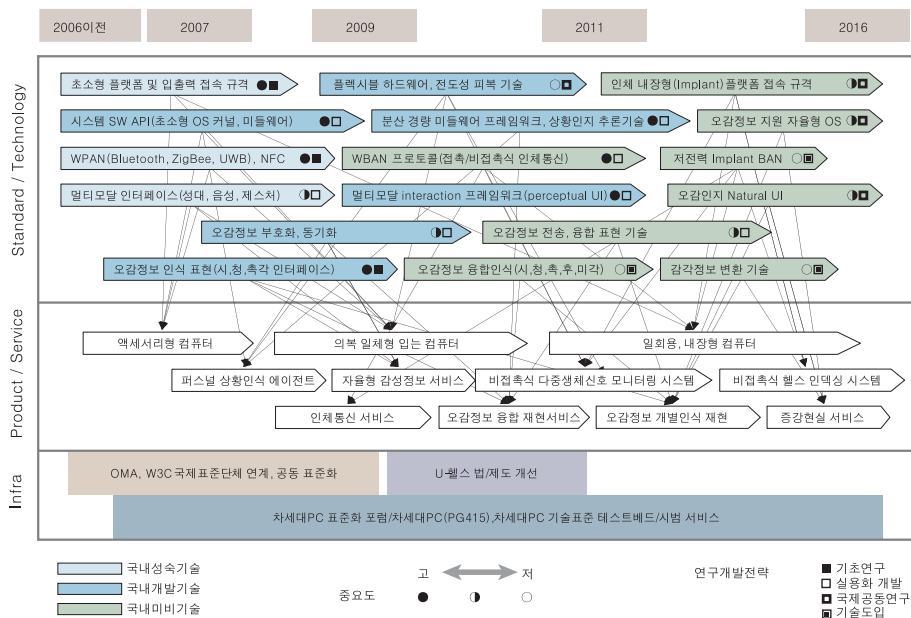 2006이전
2007
2009
2011
2016
Standard / Technology
초소형 플랫폼 및 입출력 접속 규격
플렉시블 하드웨어, 전도성 피복 기술
인체 내장형(Implant)플랫폼 접속 규격
시스템 SW API(초소형 OS 커널, 미들웨어)
분산 경량 미들웨어 프레임워크, 상황인지 추론기술
오감정보 지원 자율형 OS
WPAN(Bluetooth, ZigBee, UWB), NFC
WBAN 프로토콜(접촉/비접촉식 인체통신)
저전력 Implant BAN
멀티모달 인터페이스(성대, 음성, 제스처)
멀티모달 interaction 프레임워크(perceptual UI)
오감인지 Natural UI
오감정보 부호화, 동기화
오감정보 전송, 융합 표현 기술
오감정보 인식 표현(시,청,촉각 인터페이스)
오감정보 융합인식(시,청,촉,후,미각)
감각정보 변환 기술
Product / Service
액세서리형 컴퓨터
의복 일체형 입는 컴퓨터
일회용, 내장형 컴퓨터
퍼스널 상황인식 에이전트
자율형 감성정보 서비스
비접촉식 다중생체신호 모니터링 시스템
비접촉식 헬스 인덱싱 시스템
인체통신 서비스
오감정보 융합 재현서비스
오감정보 개별인식 재현
증강현실 서비스
Infra
OMA, W3C 국제표준단체 연계, 공동 표준화
U-헬스 법/제도 개선
차세대PC 표준화 포럼/차세대PC(PG415),차세대PC 기술표준 테스트베드/시범 서비스
국내성숙기술
국내개발기술
국내미비기술
고
저
중요도
연구개발전략
기초연구
실용화 개발
국제공동연구
기술도입